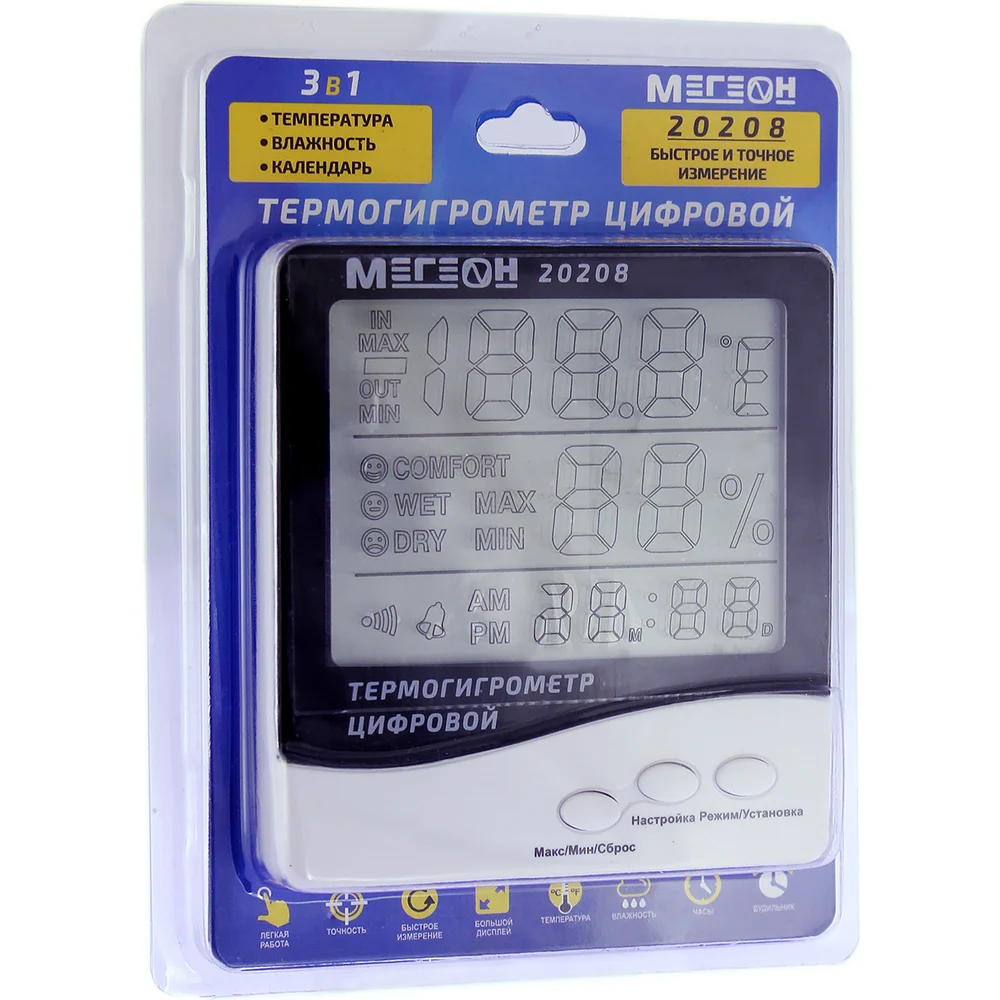 3 в 1
• ТЕМПЕРАТУРА
• ВЛАЖНОСТЬ
• КАЛЕНДАРЬ
МЕГЕОН
20208
БЫСТРОЕ И ТОЧНОЕ
ИЗМЕРЕНИЕ
ТЕРМОГИГРОМЕТР ЦИФРОВОЙ
МЕГЕОН 20208
IN
MAX
OUT
MIN
188.8 °E
COMFORT
WET MAX
DRY MIN
88 %
AM
PM
38 M : 88 D
ТЕРМОГИГРОМЕТР
ЦИФРОВОЙ
Настройка Режим/Установка
Макс/Мин/Сброс
ЛЕГКАЯ
РАБОТА
ТОЧНОСТЬ
БЫСТРОЕ
ИЗМЕРЕНИЕ
БОЛЬШОЙ
ДИСПЛЕЙ
°C °F
ТЕМПЕРАТУРА
ВЛАЖНОСТЬ
ЧАСЫ
БУДИЛЬНИК